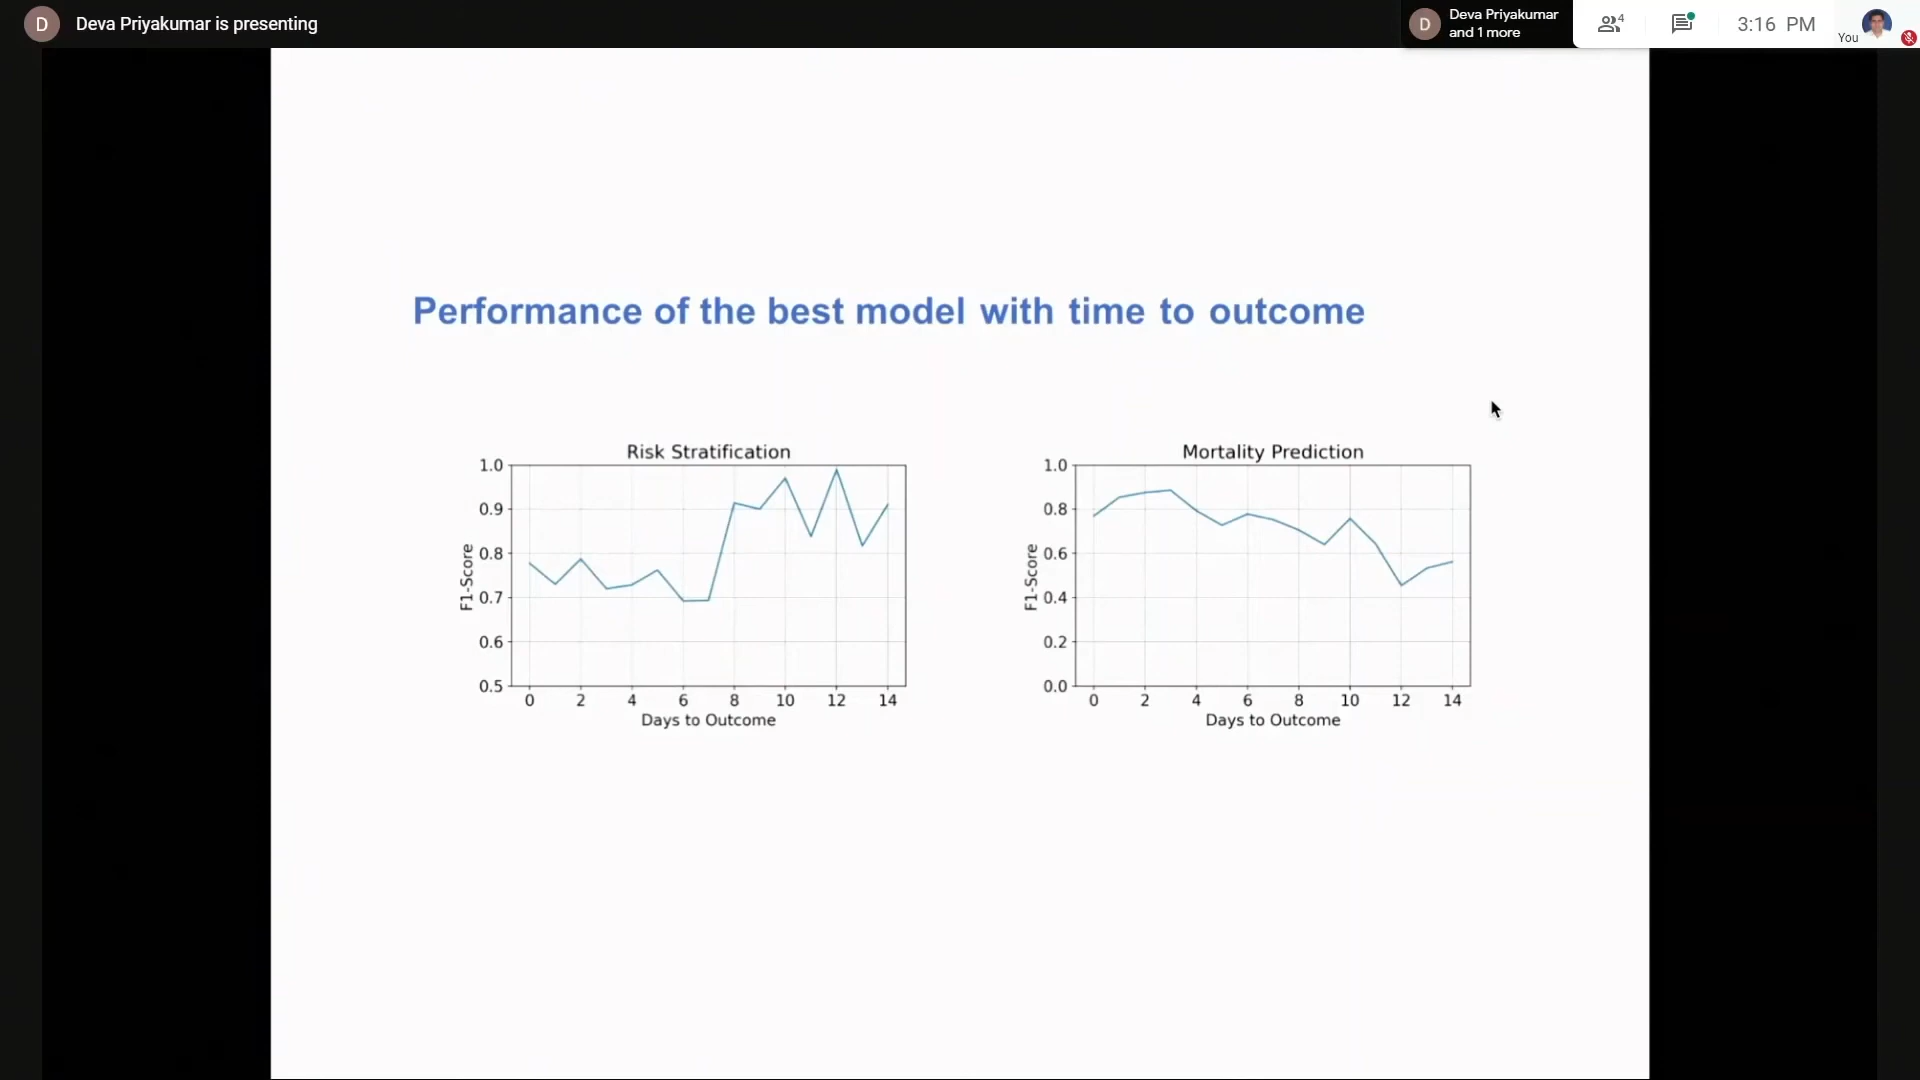 D
Deva Priyakumar is presenting
D
Deva Priyakumar
and 1 more
4
3:16 PM
You
Performance of the best model with time to outcome
Risk Stratification
1.0
0.9
0.8
0.7
0.6
0.5
F1-Score
0 2 4 6 8 10 12 14
Days to Outcome
Mortality Prediction
1.0
0.8
0.6
0.4
0.2
0.0
F1-Score
0 2 4 6 8 10 12 14
Days to Outcome